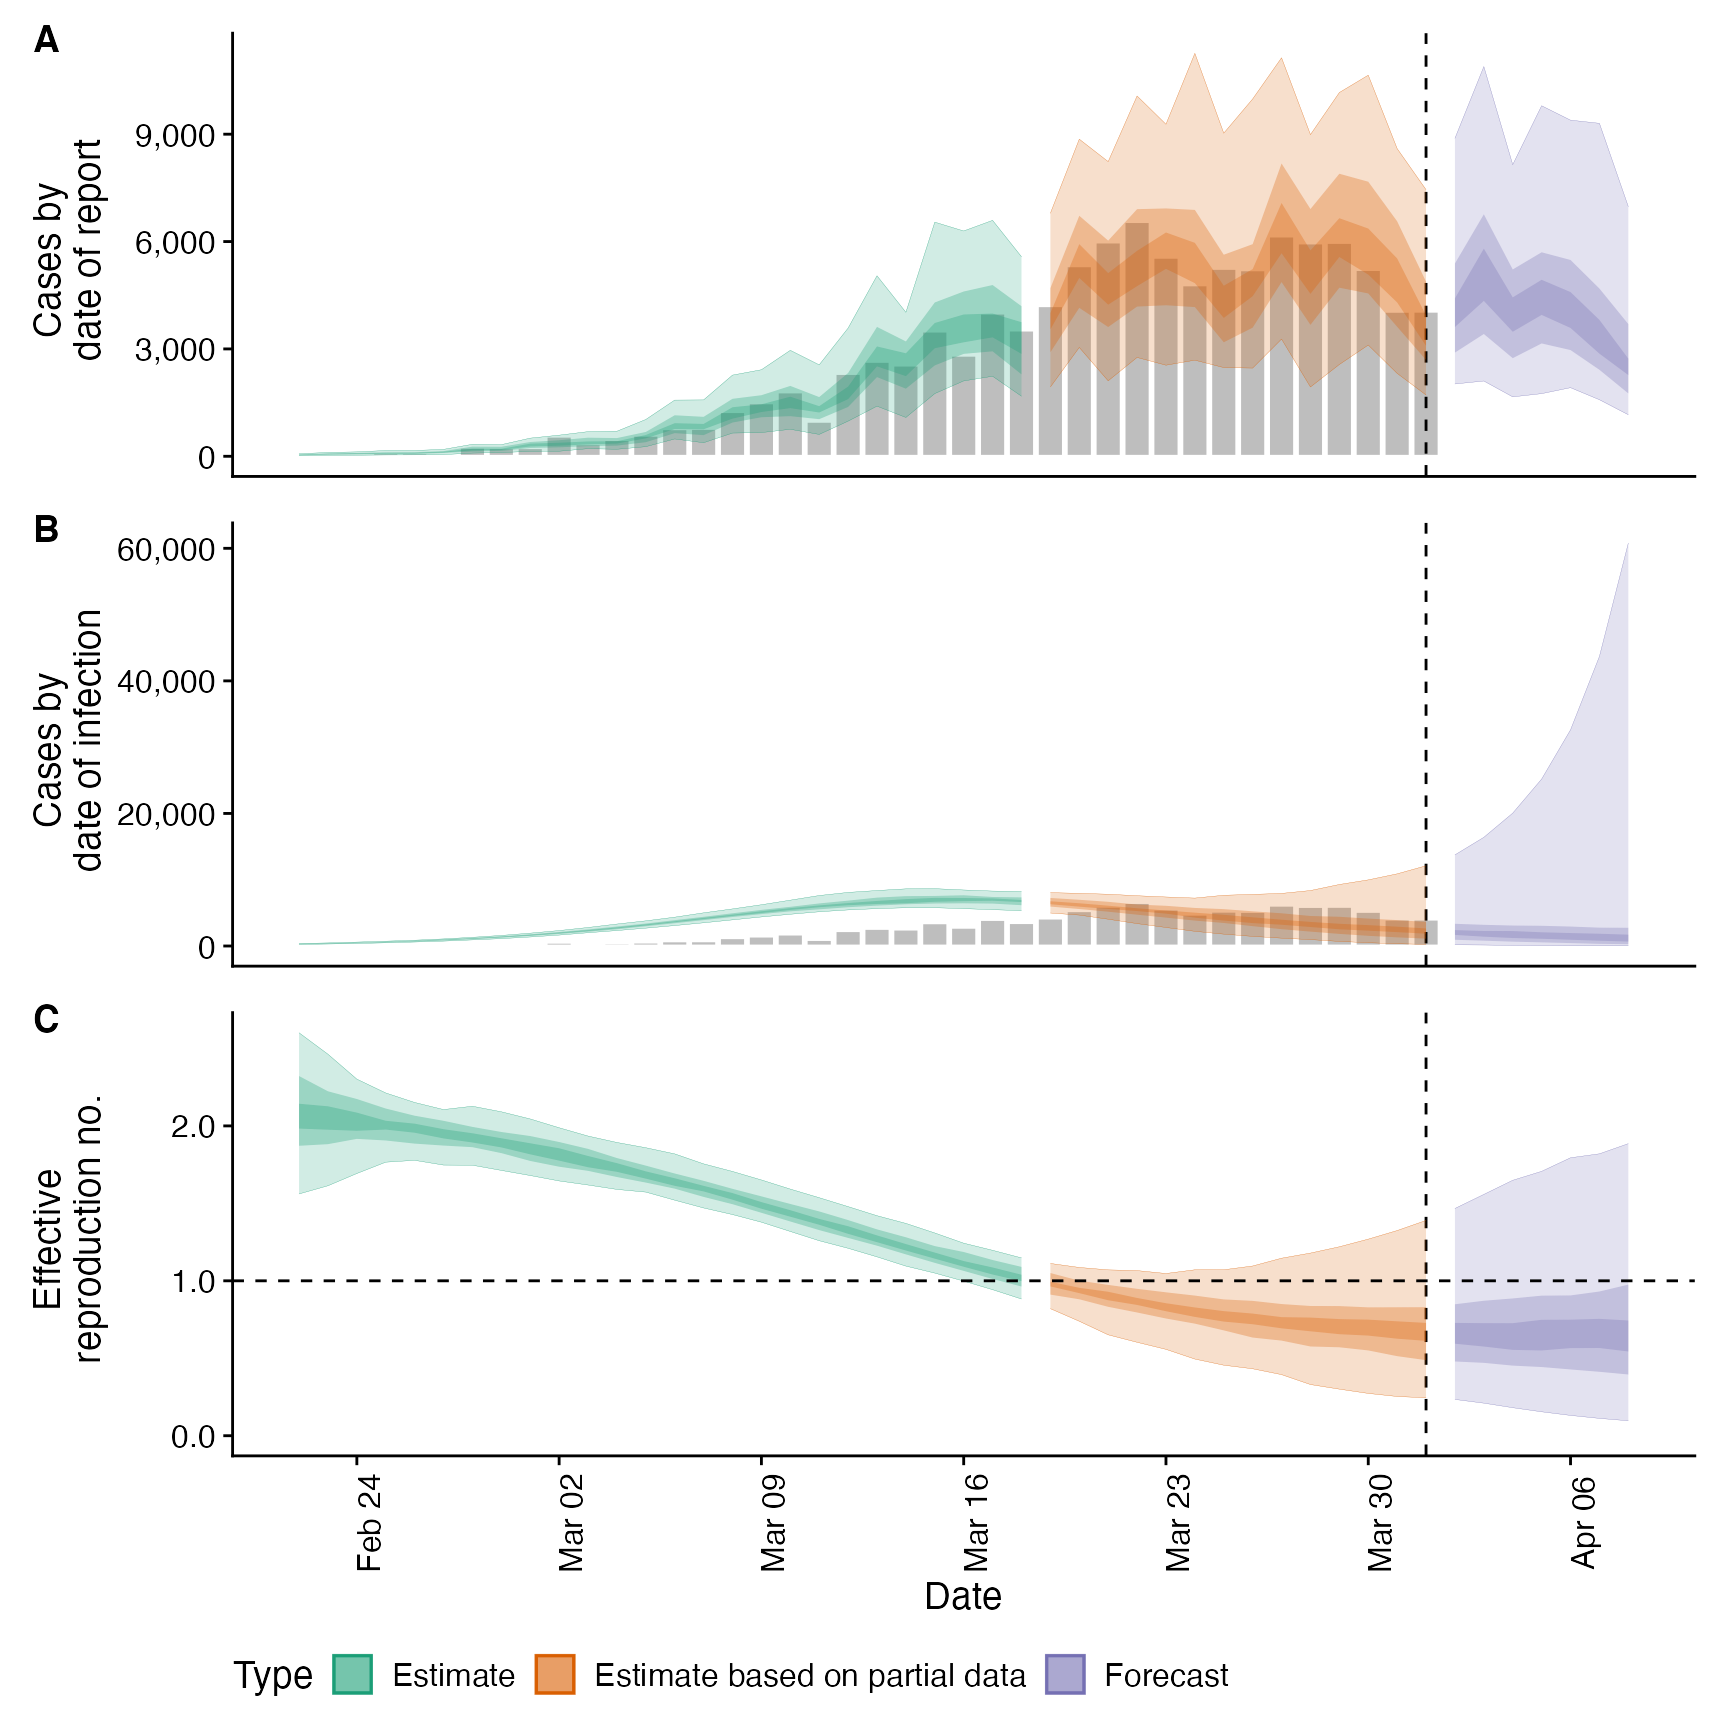 A
Cases by
date of report
9,000
6,000
3,000
0
B
Cases by
date of infection
60,000
40,000
20,000
0
C
Effective
reproduction no.
2.0
1.0
0.0
Feb 24
Mar 02
Mar 09
Mar 16
Mar 23
Mar 30
Apr 06
Date
Type
Estimate
Estimate based on partial data
Forecast